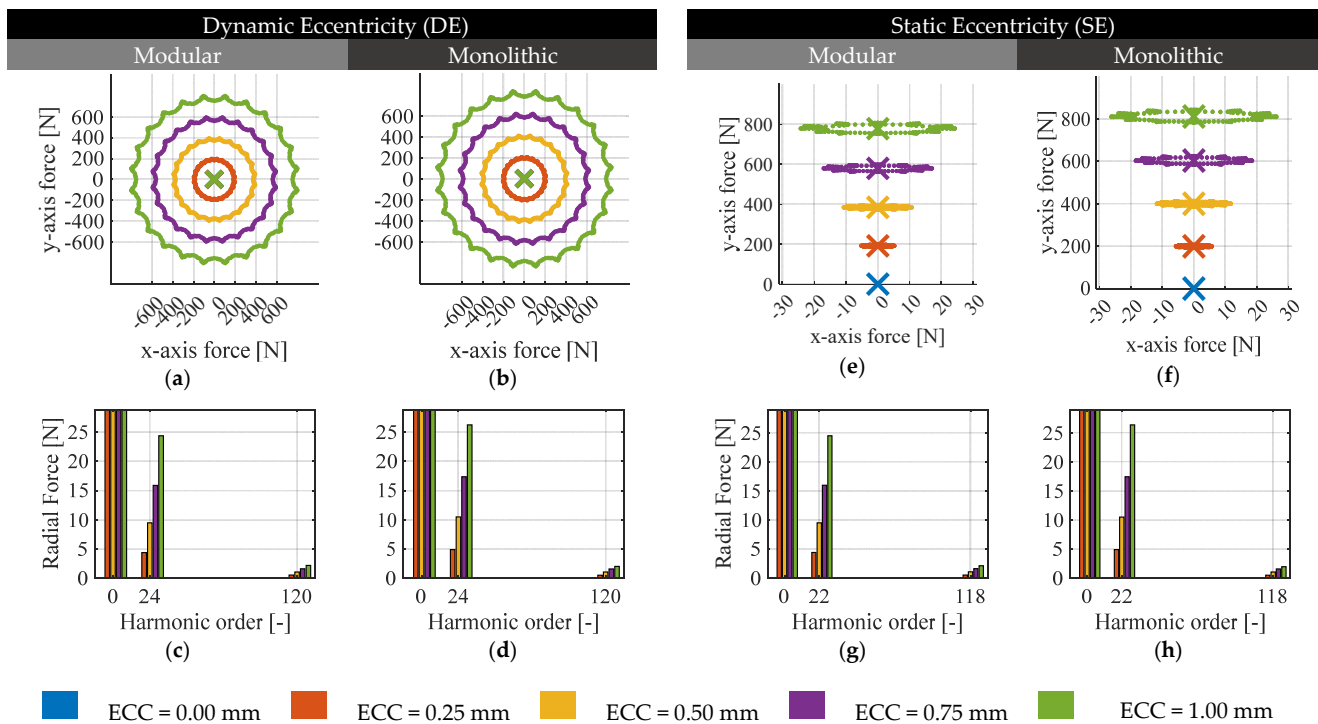 Dynamic Eccentricity (DE)
Static Eccentricity (SE)
Modular
Monolithic
Modular
Monolithic
y-axis force [N]
600
400
200
0
-200
-400
-600
-600
-400
-200
0
200
400
600
x-axis force [N]
(a)
600
400
200
0
-200
-400
-600
-600
-400
-200
0
200
400
600
x-axis force [N]
(b)
y-axis force [N]
800
600
400
200
0
-30
-20
-10
0
10
20
30
x-axis force [N]
(e)
y-axis force [N]
800
600
400
200
0
-30
-20
-10
0
10
20
30
x-axis force [N]
(f)
Radial Force [N]
25
20
15
10
5
0
0 24 120
Harmonic order [-]
(c)
25
20
15
10
5
0
0 24 120
Harmonic order [-]
(d)
Radial Force [N]
25
20
15
10
5
0
0 22 118
Harmonic order [-]
(g)
25
20
15
10
5
0
0 22 118
Harmonic order [-]
(h)
ECC = 0.00 mm
ECC = 0.25 mm
ECC = 0.50 mm
ECC = 0.75 mm
ECC = 1.00 mm